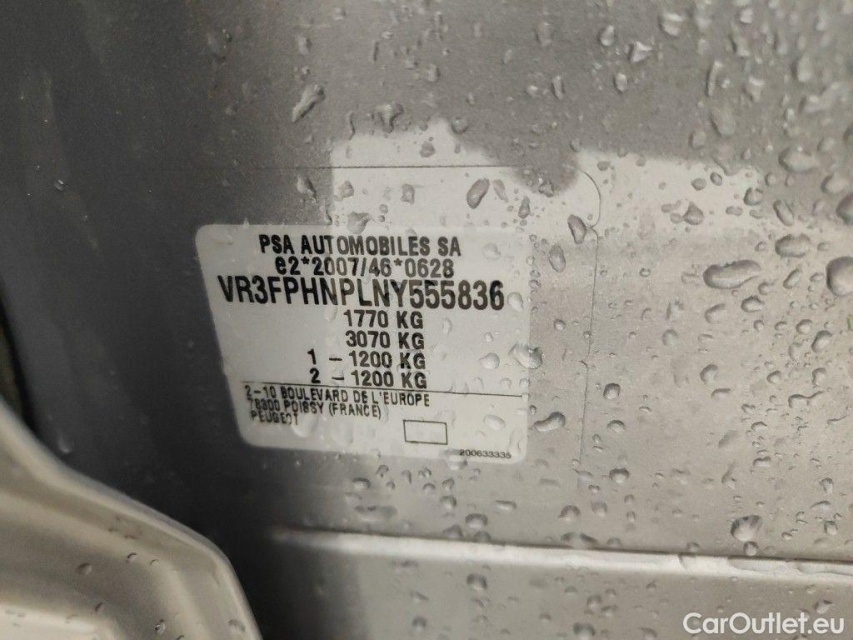 PSA AUTOMOBILES SA
e2*2007/46*0628
VR3FPHNPLNY555836
1770 KG
3070 KG
1 - 1200 KG
2 - 1200 KG
2-10 BOULEVARD DE L'EUROPE
78300 POISSY (FRANCE)
PEUGEOT
200633335
CarOutlet.eu